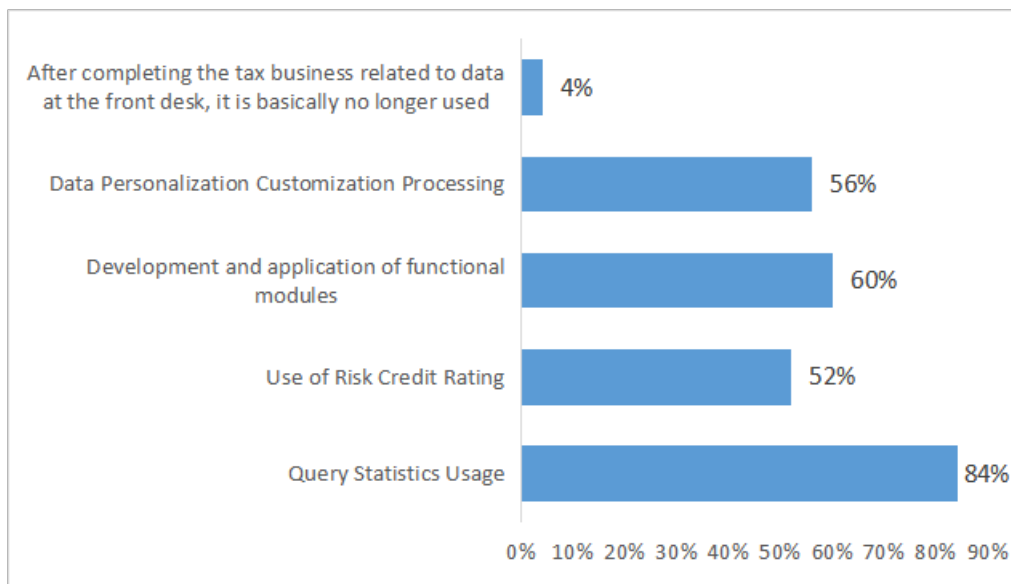 After completing the tax business related to data
at the front desk, it is basically no longer used
4%
Data Personalization Customization Processing
56%
Development and application of functional
modules
60%
Use of Risk Credit Rating
52%
Query Statistics Usage
84%
0% 10% 20% 30% 40% 50% 60% 70% 80% 90%